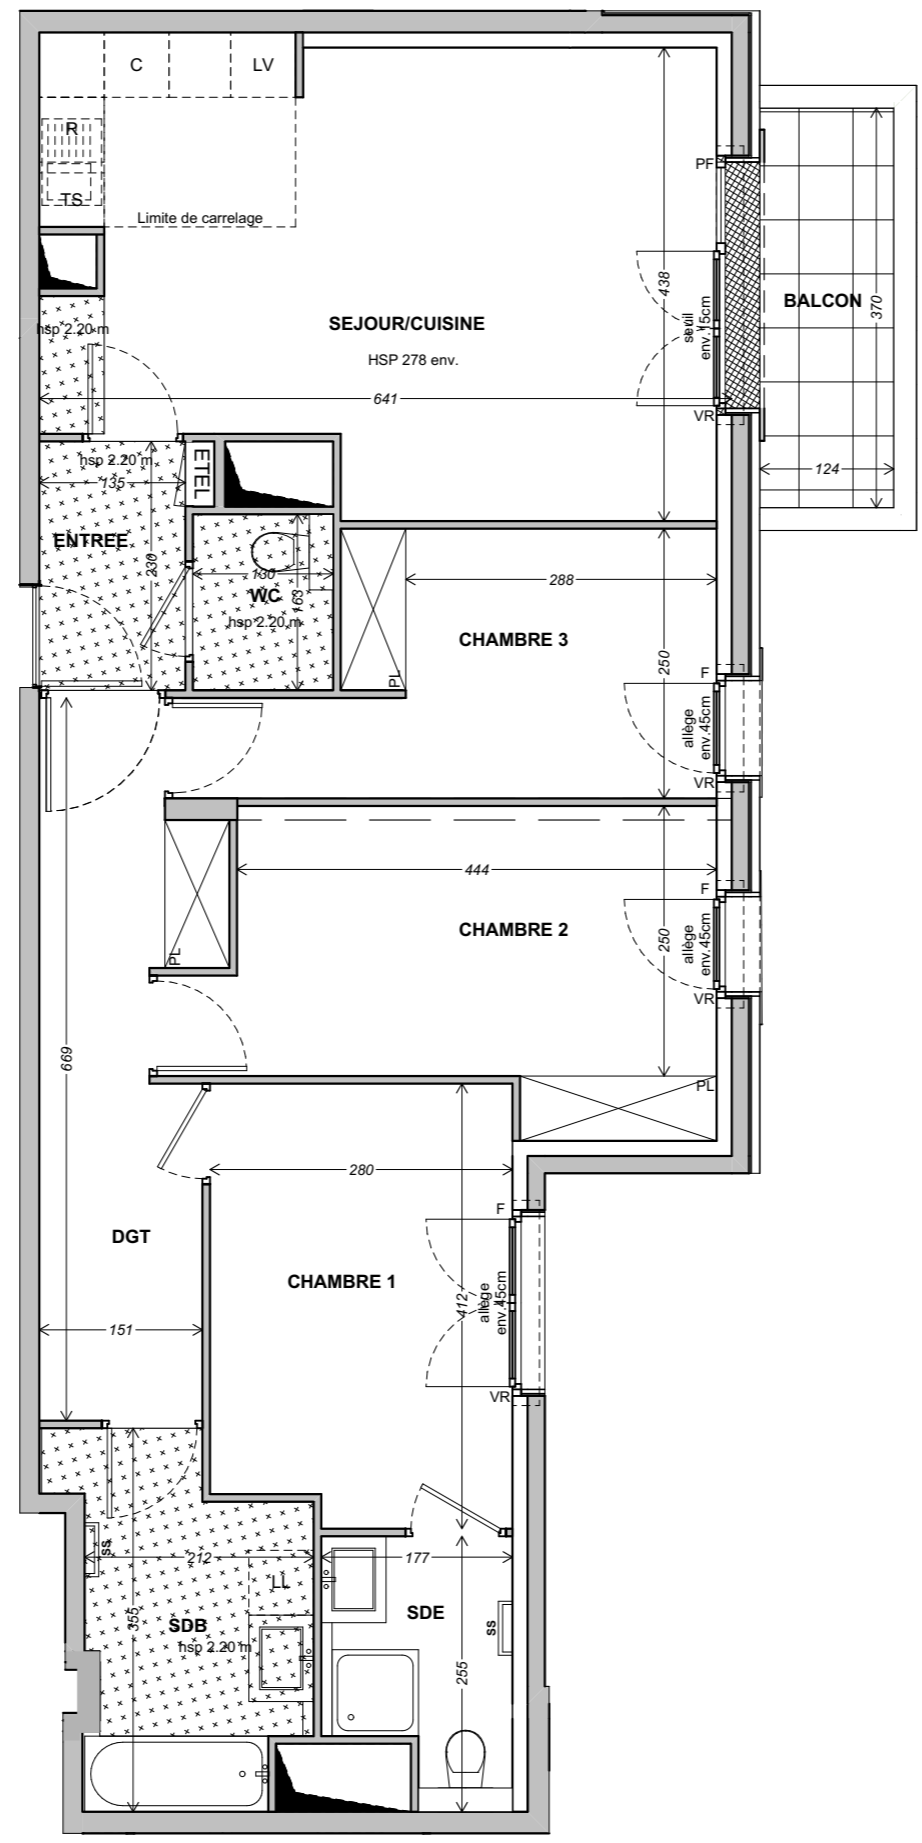 C
LV
R
TS
Limite de carrelage
PF
hsp 2.20 m
SEJOUR/CUISINE
HSP 278 env.
438
seuil
env.15cm
BALCON
370
641
VR
124
hsp 2.20 m
135
ETEL
ENTREE
230
130
WC
163
hsp 2.20 m
288
CHAMBRE 3
250
PL
F
allège
env.45cm
VR
444
CHAMBRE 2
250
F
allège
env.45cm
VR
PL
669
PL
280
DGT
F
CHAMBRE 1
412
allège
env.45cm
151
VR
ss
212
LL
177
SDE
355
SDB
hsp 2.20 m
ss
255